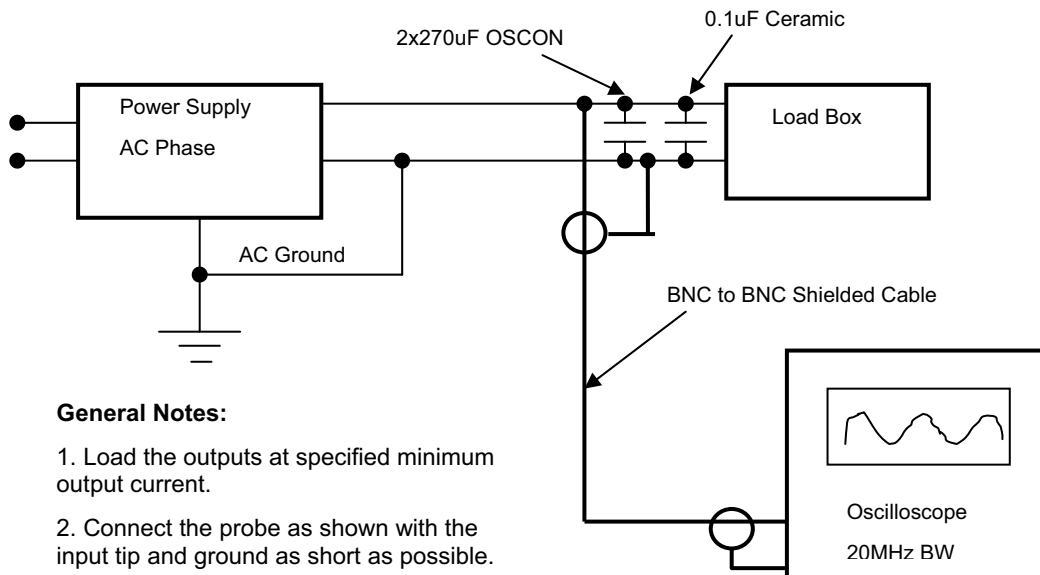 0.1uF Ceramic
2x270uF OSCON
Power Supply
AC Phase
Load Box
AC Ground
BNC to BNC Shielded Cable
General Notes:
1. Load the outputs at specified minimum
output current.
2. Connect the probe as shown with the
input tip and ground as short as possible.
Oscilloscope
20MHz BW